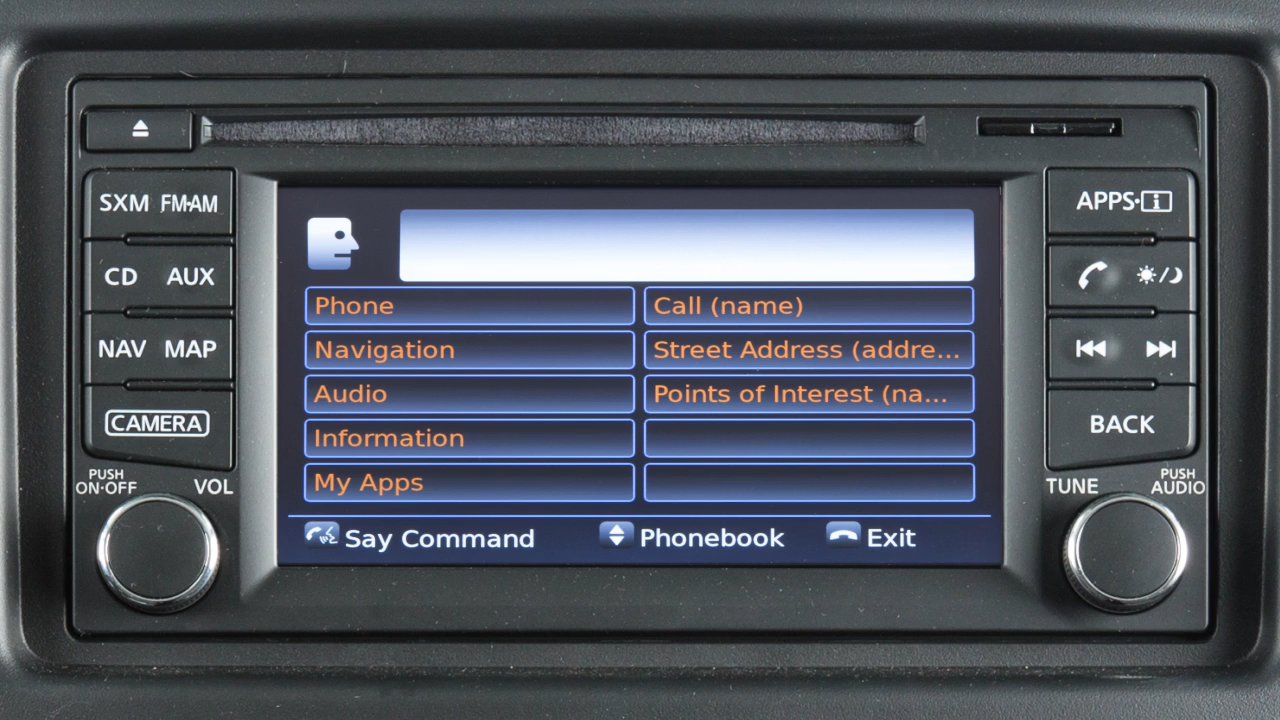 SXM FM·AM
CD AUX
NAV MAP
CAMERA
PUSH
ON·OFF VOL
Phone
Navigation
Audio
Information
My Apps
Call (name)
Street Address (addre...
Points of Interest (na...
Say Command Phonebook Exit
APPS·i
BACK
TUNE
PUSH
AUDIO